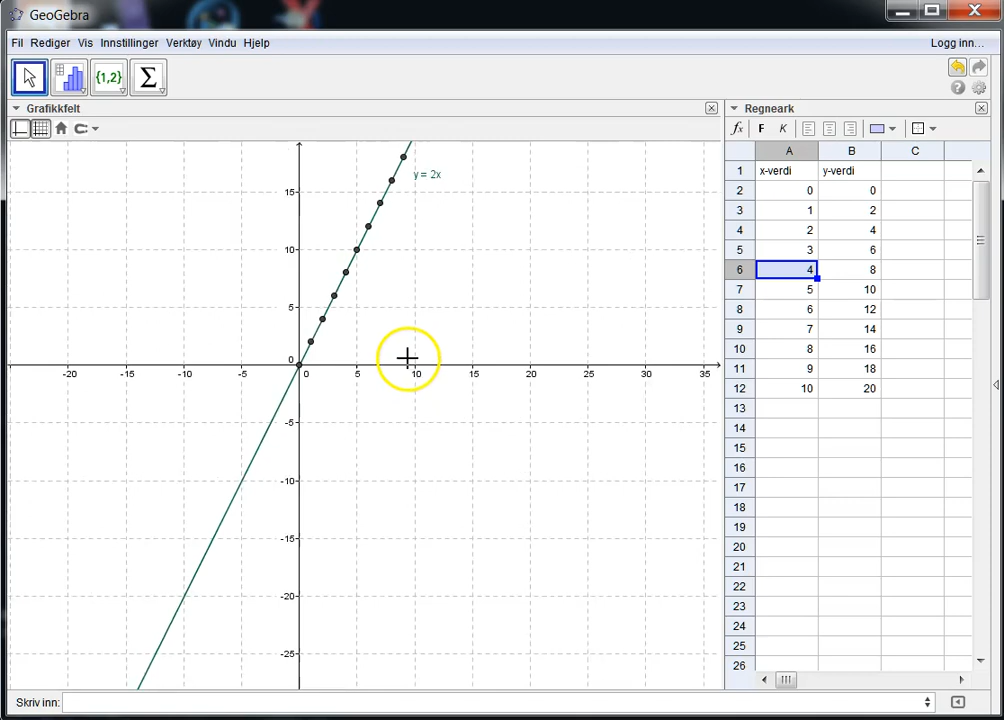 GeoGebra
Fil Rediger Vis Innstillinger Verktøy Vindu Hjelp
Logg inn...
{1,2} Σ
Grafikkfelt
Regneark
fx F K
A B C
1 x-verdi y-verdi
2 0 0
3 1 2
4 2 4
5 3 6
6 4 8
7 5 10
8 6 12
9 7 14
10 8 16
11 9 18
12 10 20
13
14
15
16
17
18
19
20
21
22
23
24
25
26
y = 2x
15
10
5
0
-20 -15 -10 -5 0 5 10 15 20 25 30 35
-5
-10
-15
-20
-25
Skriv inn: